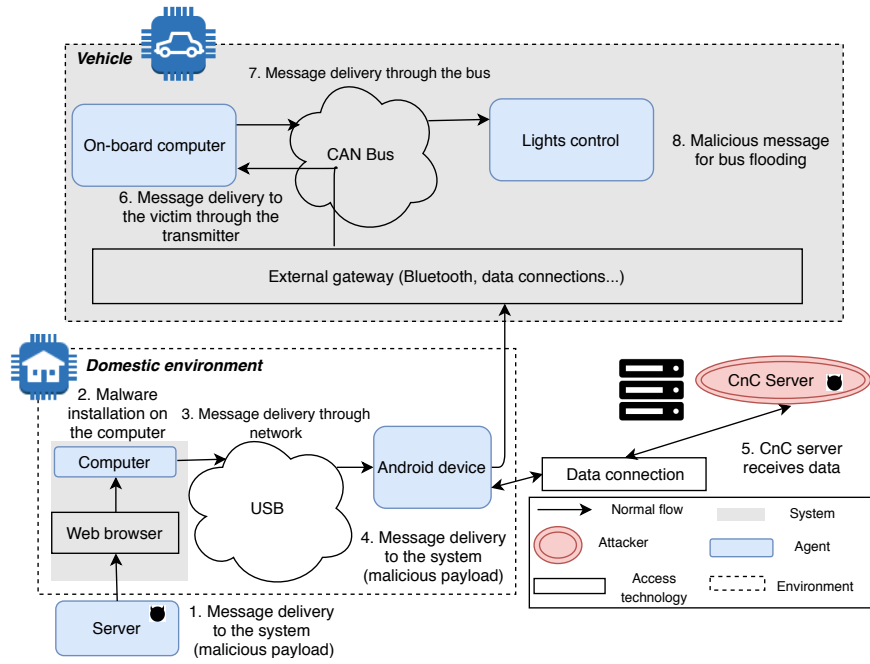 Vehicle
7. Message delivery through the bus
On-board computer
CAN Bus
Lights control
8. Malicious message
for bus flooding
6. Message delivery to
the victim through the
transmitter
External gateway (Bluetooth, data connections...)
Domestic environment
2. Malware
installation on
the computer
3. Message delivery through
network
Computer
Web browser
USB
Android device
4. Message delivery
to the system
(malicious payload)
CnC Server
Data connection
5. CnC server
receives data
Server
1. Message delivery
to the system
(malicious payload)
Normal flow
System
Attacker
Agent
Access
technology
Environment